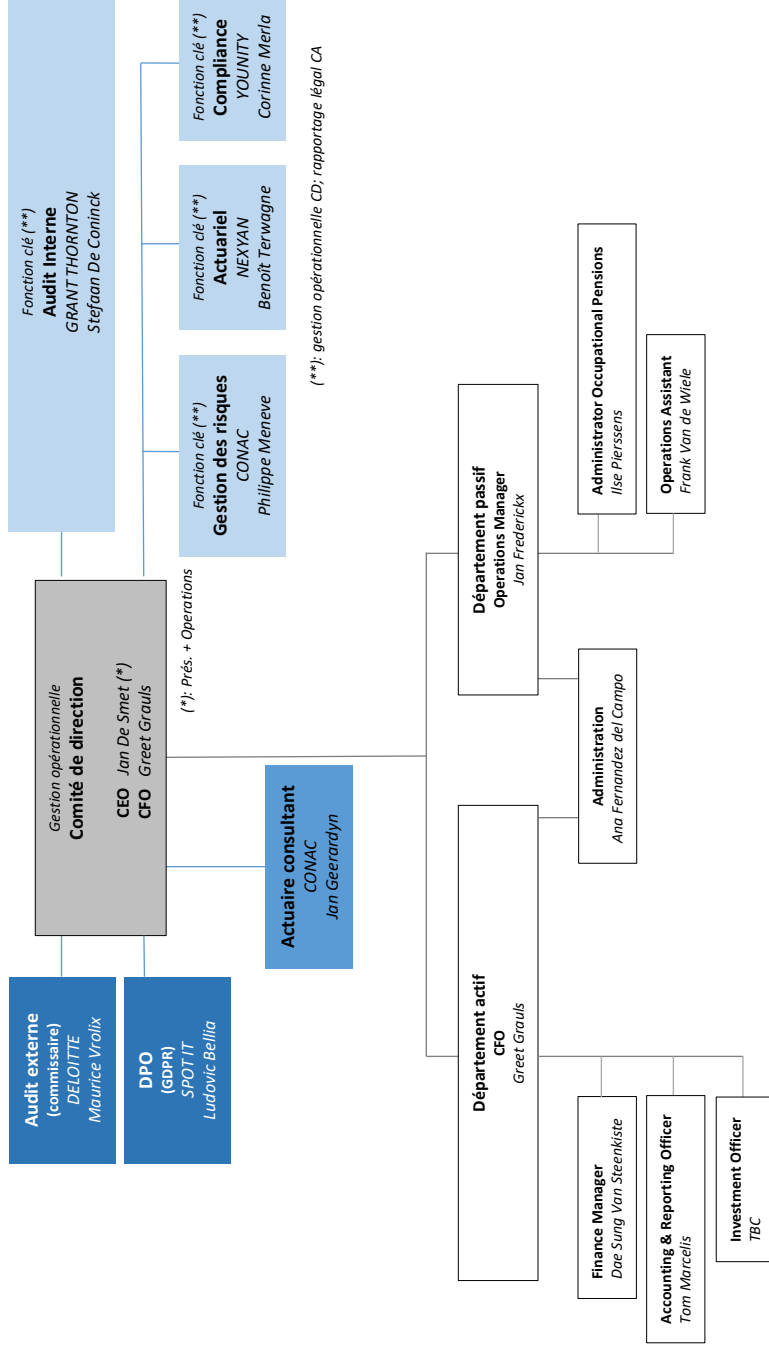 Audit externe
(commissaire)
DELOITTE
Maurice Vrolix
DPO
(GDPR)
SPOT IT
Ludovic Bellia
Gestion opérationnelle
Comité de direction
CEO Jan De Smet (*)
CFO Greet Grauls
(*): Prés. + Operations
Fonction clé (**)
Audit Interne
GRANT THORNTON
Stefaan De Coninck
Fonction clé (**)
Gestion des risques
CONAC
Philippe Meneve
Fonction clé (**)
Actuariel
NEXYAN
Benoît Terwagne
Fonction clé (**)
Compliance
YOUNITY
Corinne Merla
(**): gestion opérationnelle CD; rapportage légal CA
Actuaire consultant
CONAC
Jan Geerardyn
Département actif
CFO
Greet Grauls
Département passif
Operations Manager
Jan Frederickx
Finance Manager
Dae Sung Van Steenkiste
Accounting & Reporting Officer
Tom Marcelis
Investment Officer
TBC
Administration
Ana Fernandez del Campo
Administrator Occupational Pensions
Ilse Pierssens
Operations Assistant
Frank Van de Wiele